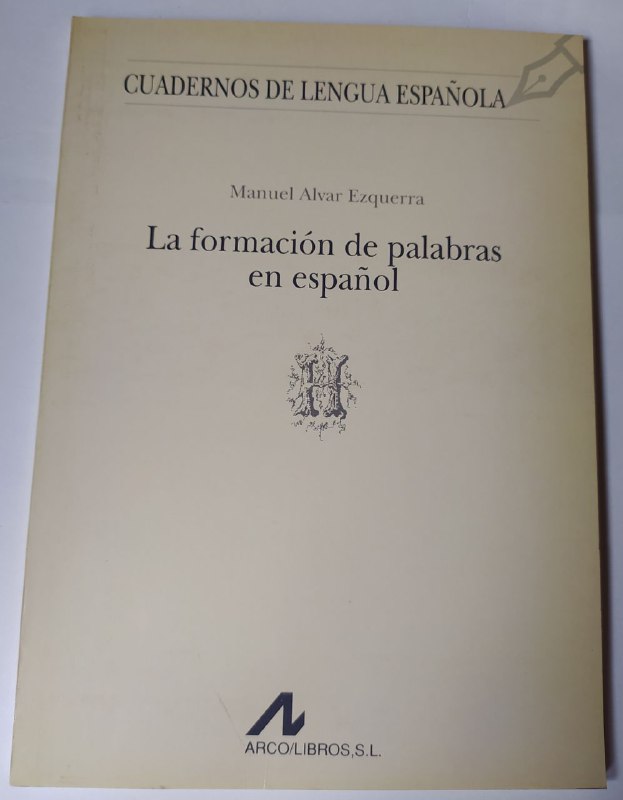 CUADERNOS DE LENGUA ESPAÑOLA
Manuel Alvar Ezquerra
La formación de palabras
en español
H
ARCO/LIBROS, S.L.